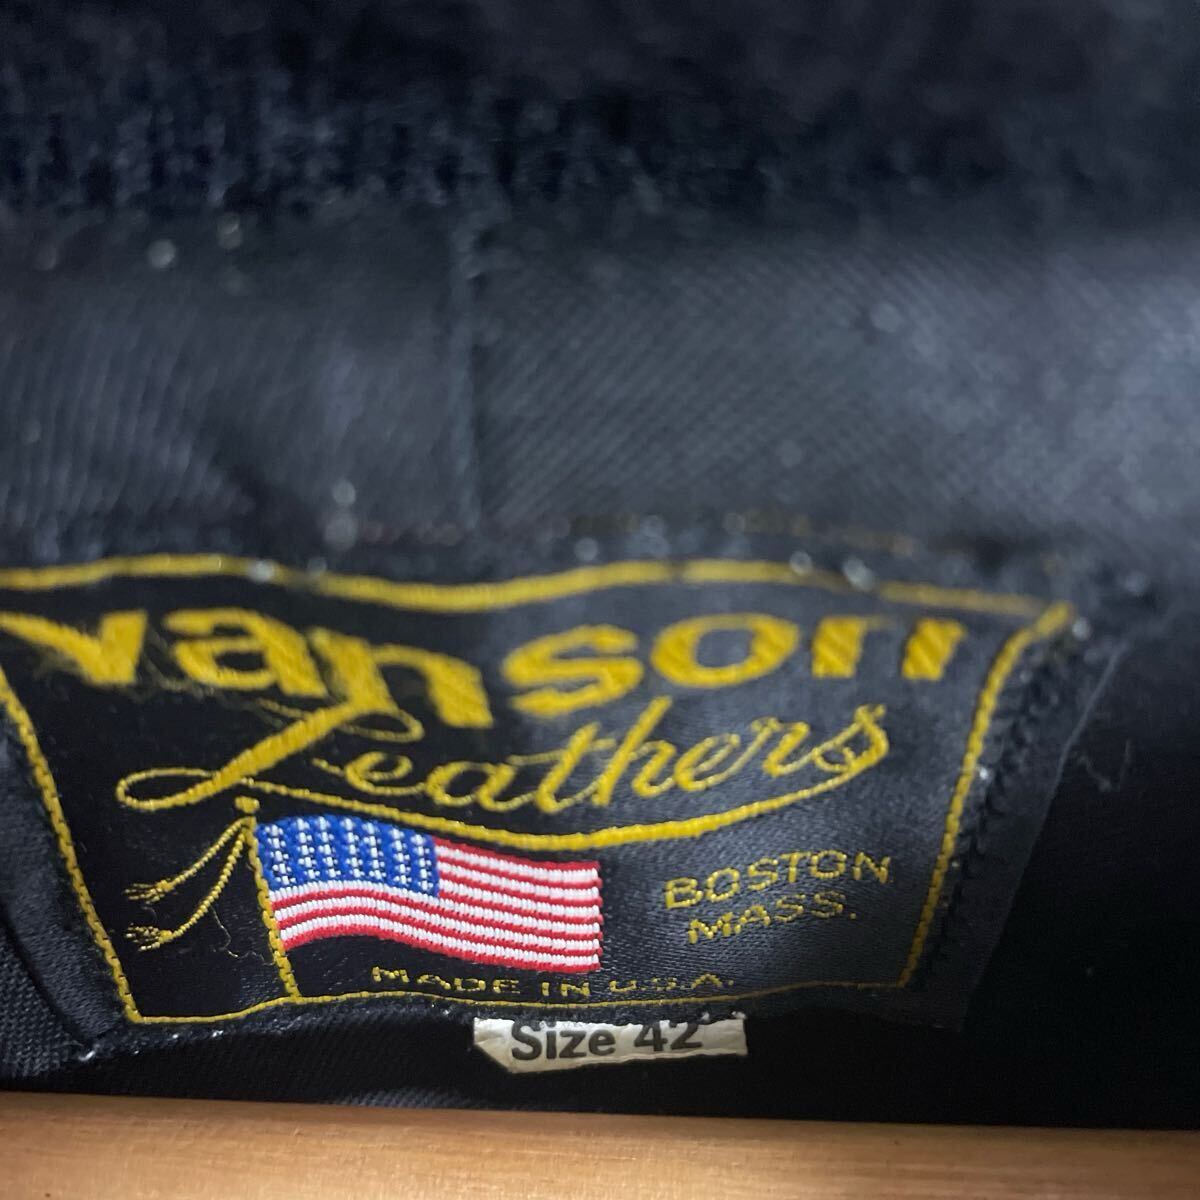 vanson
Leathers
BOSTON
MASS.
MADE IN U.S.A.
Size 42